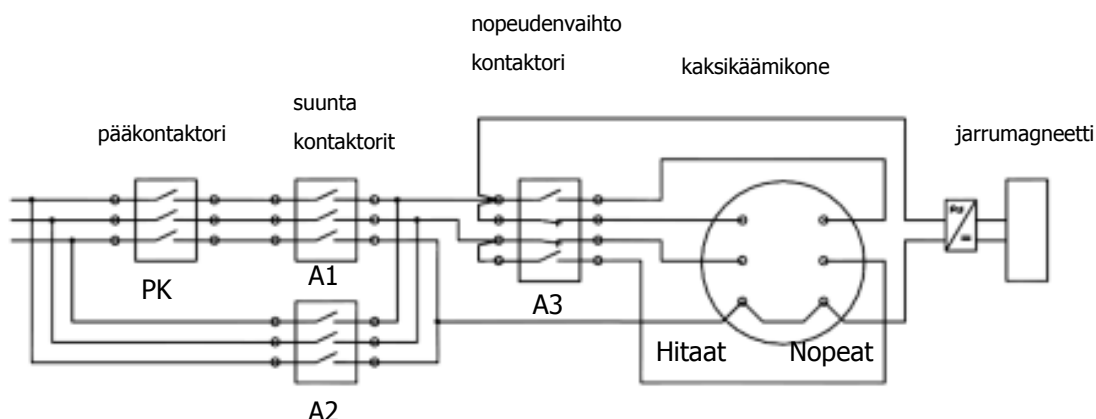 nopeudenvaihto
kontaktori
kaksikäämikone
suunta
kontaktorit
pääkontaktori
jarrumagneetti
PK
A1
A3
Hitaat
Nopeat
A2